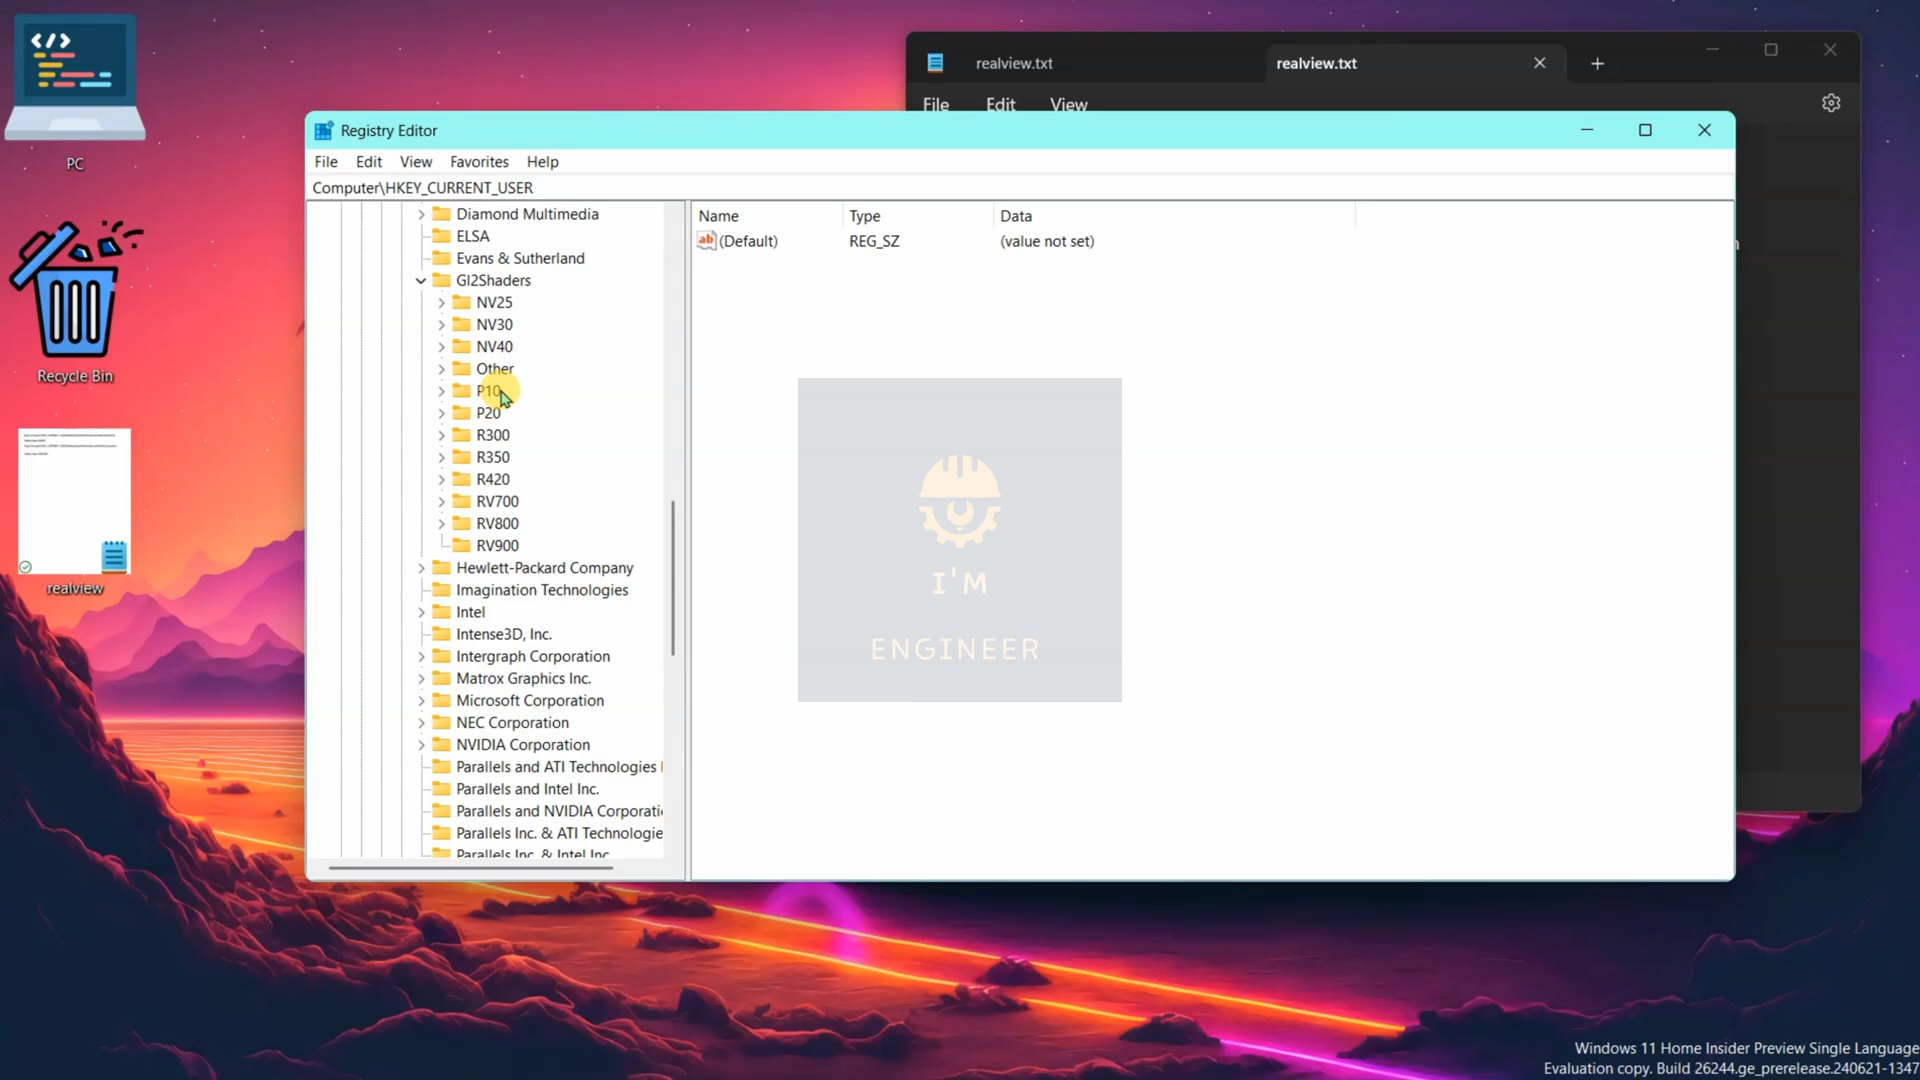 PC
Recycle Bin
realview
realview.txt
realview.txt
File Edit View
Registry Editor
File Edit View Favorites Help
Computer\HKEY_CURRENT_USER
Diamond Multimedia
ELSA
Evans & Sutherland
Gl2Shaders
NV25
NV30
NV40
Other
P10
P20
R300
R350
R420
RV700
RV800
RV900
Hewlett-Packard Company
Imagination Technologies
Intel
Intense3D, Inc.
Intergraph Corporation
Matrox Graphics Inc.
Microsoft Corporation
NEC Corporation
NVIDIA Corporation
Parallels and ATI Technologies
Parallels and Intel Inc.
Parallels and NVIDIA Corporati
Parallels Inc. & ATI Technologie
Parallels Inc. & Intel Inc.
Name Type Data
ab (Default) REG_SZ (value not set)
I'M
ENGINEER
Windows 11 Home Insider Preview Single Language
Evaluation copy. Build 26244.ge_prerelease.240621-1347